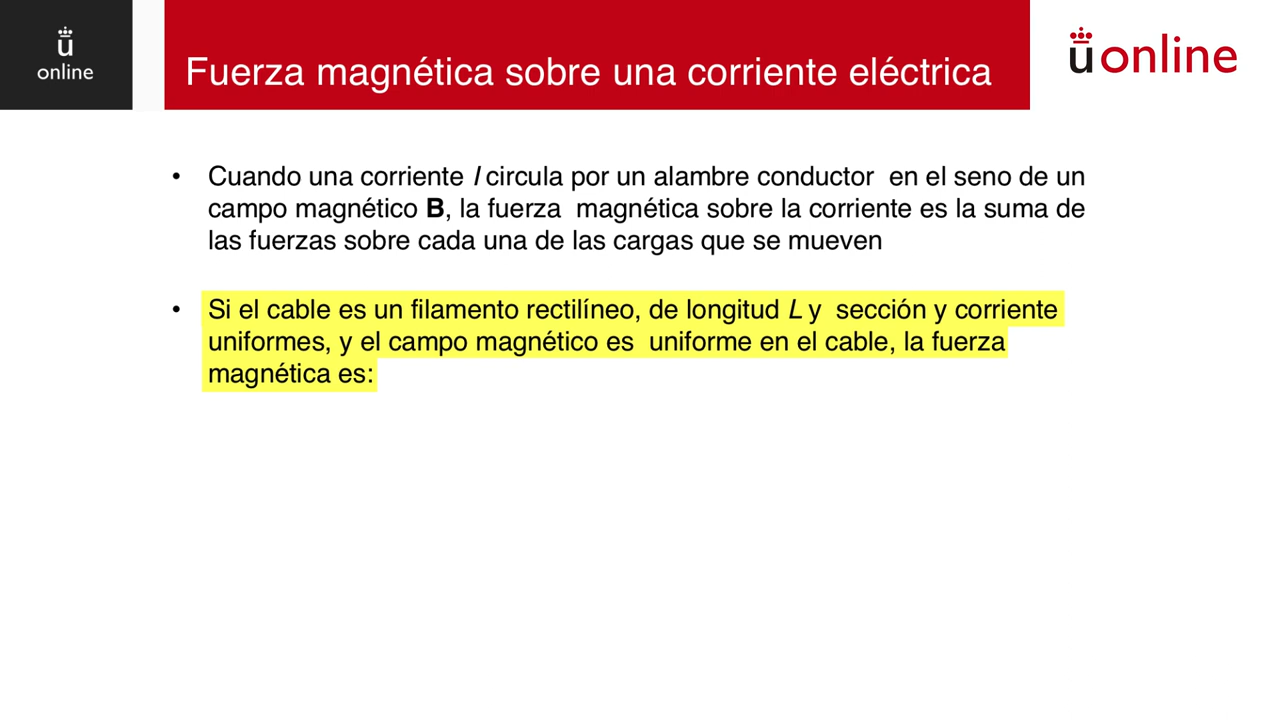 ü
online
Fuerza magnética sobre una corriente eléctrica
üonline
• Cuando una corriente I circula por un alambre conductor en el seno de un
campo magnético B, la fuerza magnética sobre la corriente es la suma de
las fuerzas sobre cada una de las cargas que se mueven
• Si el cable es un filamento rectilíneo, de longitud L y sección y corriente
uniformes, y el campo magnético es uniforme en el cable, la fuerza
magnética es: